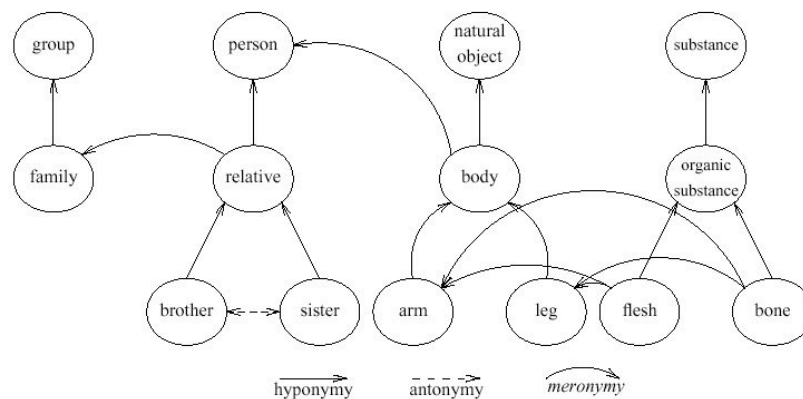 group
person
natural
object
substance
family
relative
body
organic
substance
brother
sister
arm
leg
flesh
bone
hyponymy
antonymy
meronymy